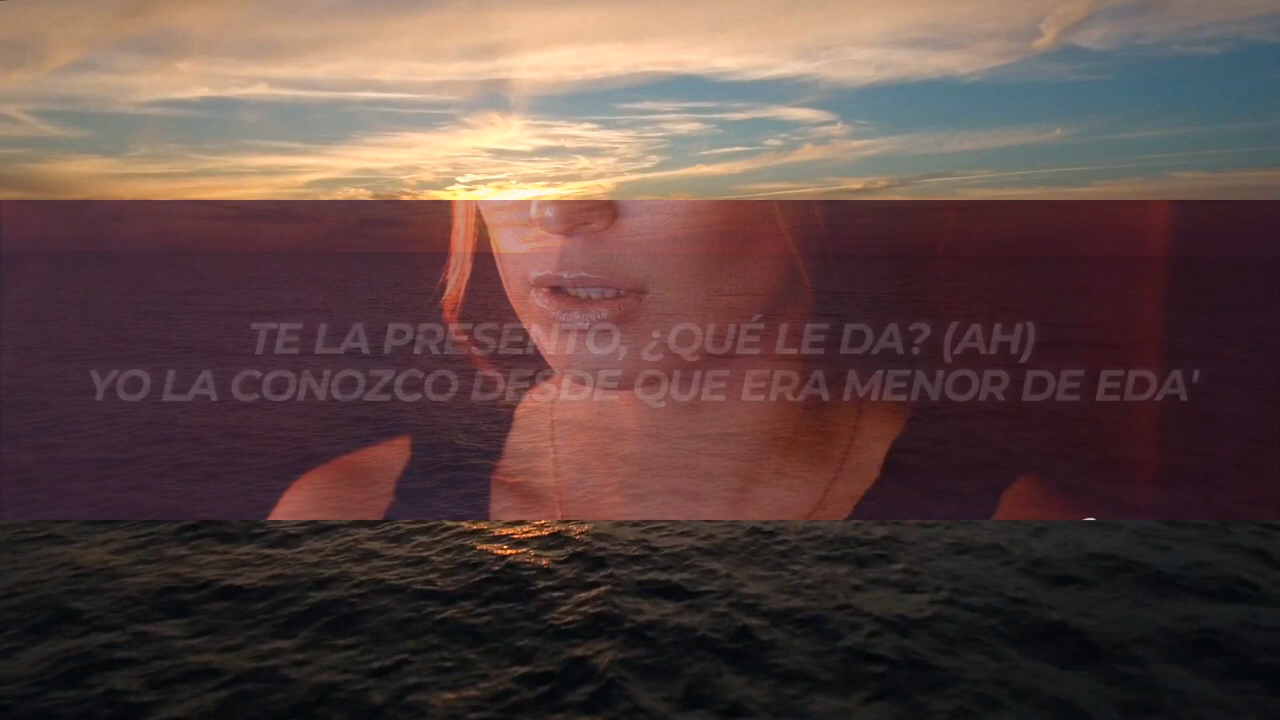 TE LA PRESENTO, ¿QUÉ LE DA? (AH)
YO LA CONOZCO DESDE QUE ERA MENOR DE EDA'